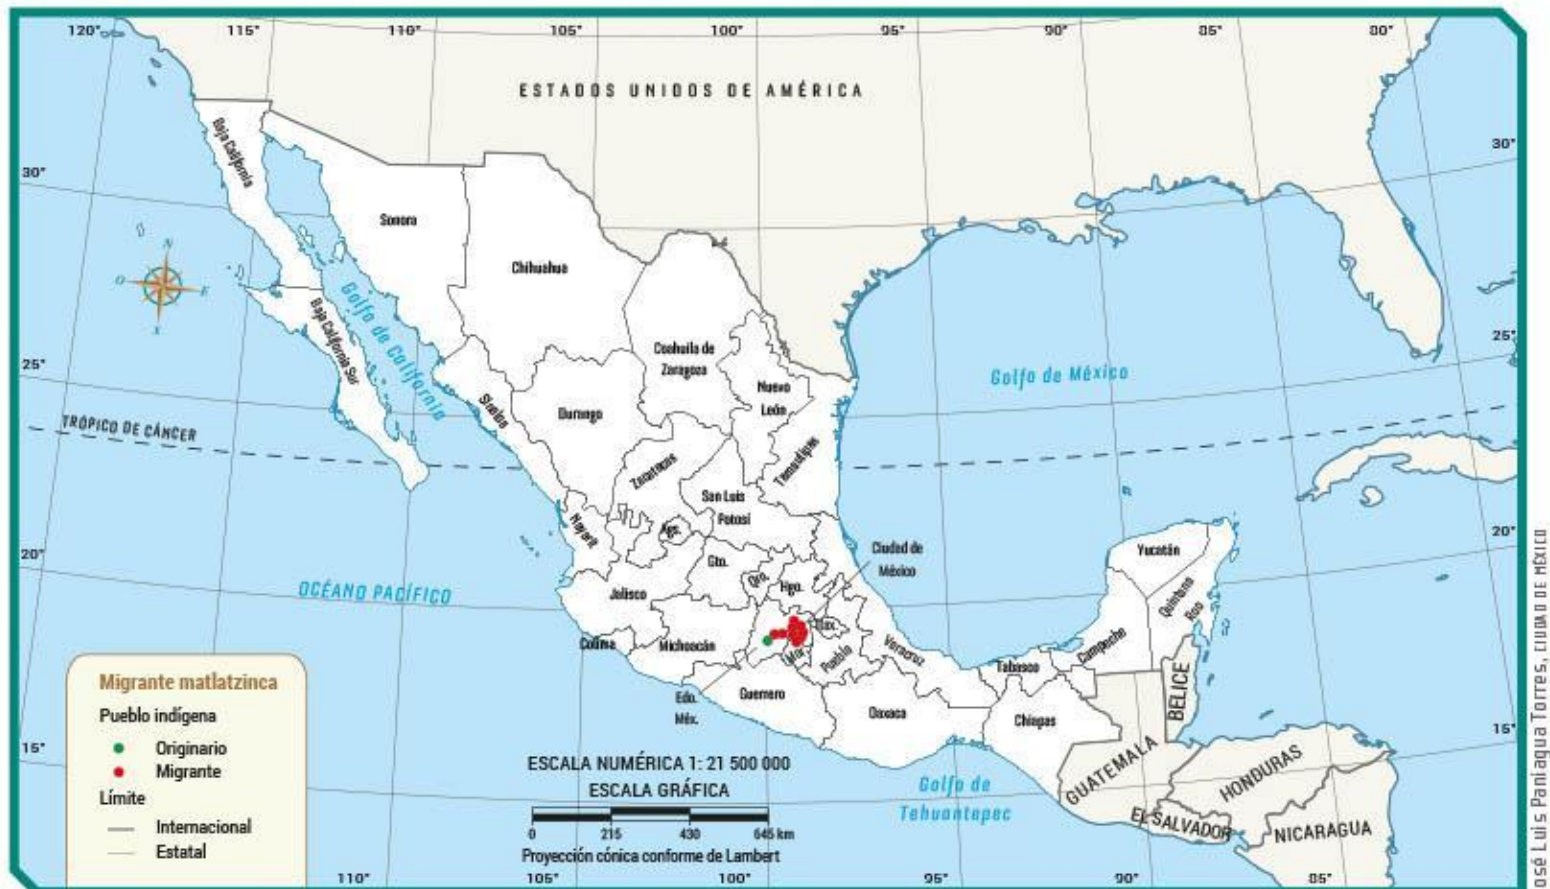 120°
115°
105°
100°
95°
90°
85°
80°
ESTADOS UNIDOS DE AMÉRICA
30°
30°
Baja California
Sonora
Chihuahua
N
O
E
Golfo de California
Baja California Sur
Coahuila de
Zaragoza
Nuevo
León
25°
25°
Golfo de México
Sinaloa
Durango
TRÓPICO DE CÁNCER
Zacatecas
Tamaulipas
San Luis
Potosí
Nayarit
Ags.
20°
20°
Ciudad de
México
Yucatán
Gto.
Qro.
Hgo.
Quintana
Roo
OCÉANO PACÍFICO
Jalisco
Tlax.
Colima
Michoacán
Mor.
Puebla
Veracruz
Campeche
Tabasco
Edo.
Méx.
Guerrero
Oaxaca
Chiapas
BELICE
15°
15°
GUATEMALA
HONDURAS
EL SALVADOR
NICARAGUA
Golfo de
Tehuantepec
Migrante matlatzinca
Pueblo indígena
Originario
Migrante
Límite
Internacional
Estatal
ESCALA NUMÉRICA 1: 21 500 000
ESCALA GRÁFICA
0 215 430 645 km
Proyección cónica conforme de Lambert
110°
105°
100°
95°
90°
85°
osé Luis Paniagua Torres, CIUDAD DE MÉXICO